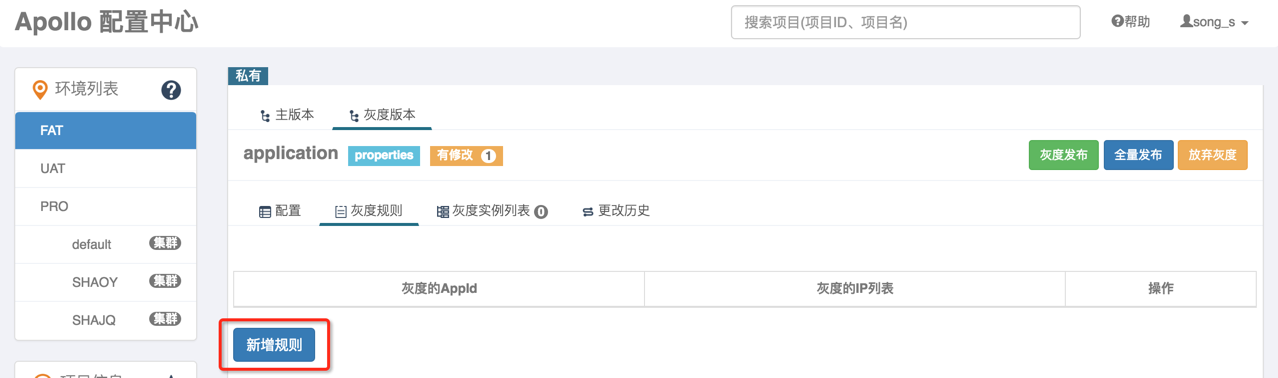 Apollo 配置中心
搜索项目(项目ID、项目名)
帮助
song_s
环境列表
FAT
UAT
PRO
default 集群
SHAOY 集群
SHAJQ 集群
私有
主版本 灰度版本
application properties 有修改 1 灰度发布 全量发布 放弃灰度
配置 灰度规则 灰度实例列表 0 更改历史
灰度的AppId 灰度的IP列表 操作
新增规则